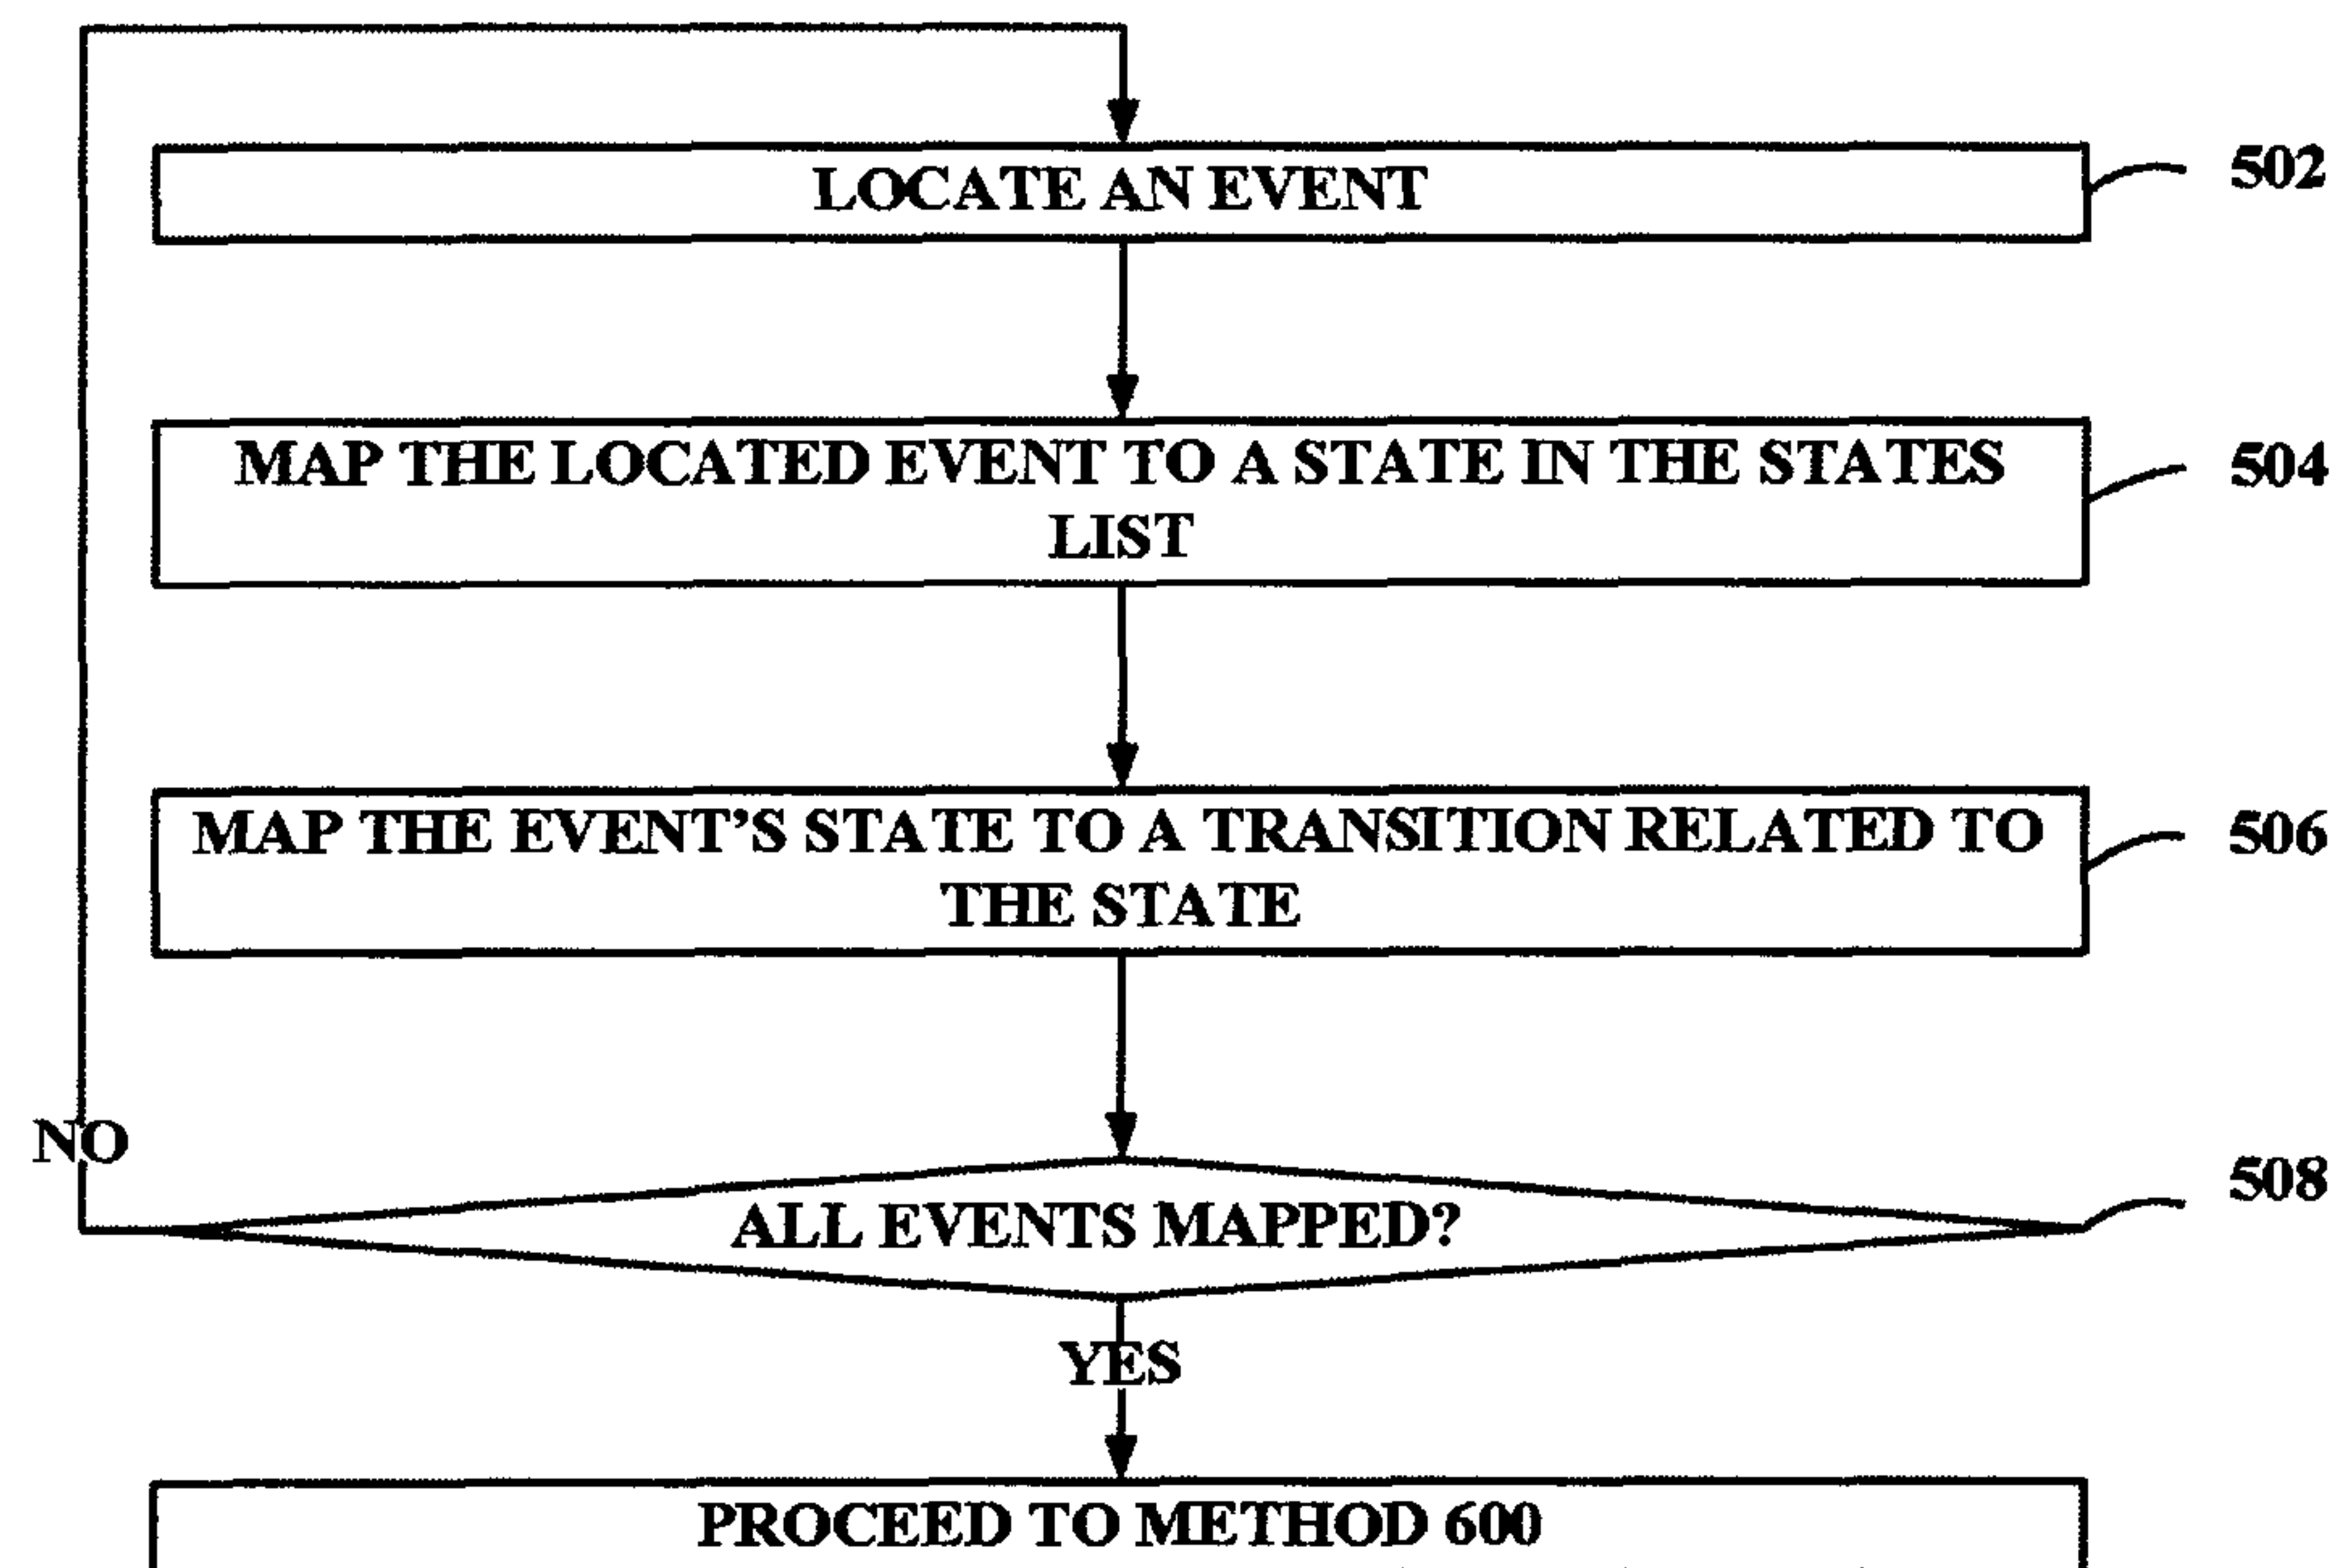 LOCATE AN EVENT
502
MAP THE LOCATED EVENT TO A STATE IN THE STATES
LIST
504
MAP THE EVENT'S STATE TO A TRANSITION RELATED TO
THE STATE
506
NO
ALL EVENTS MAPPED?
508
YES
PROCEED TO METHOD 600